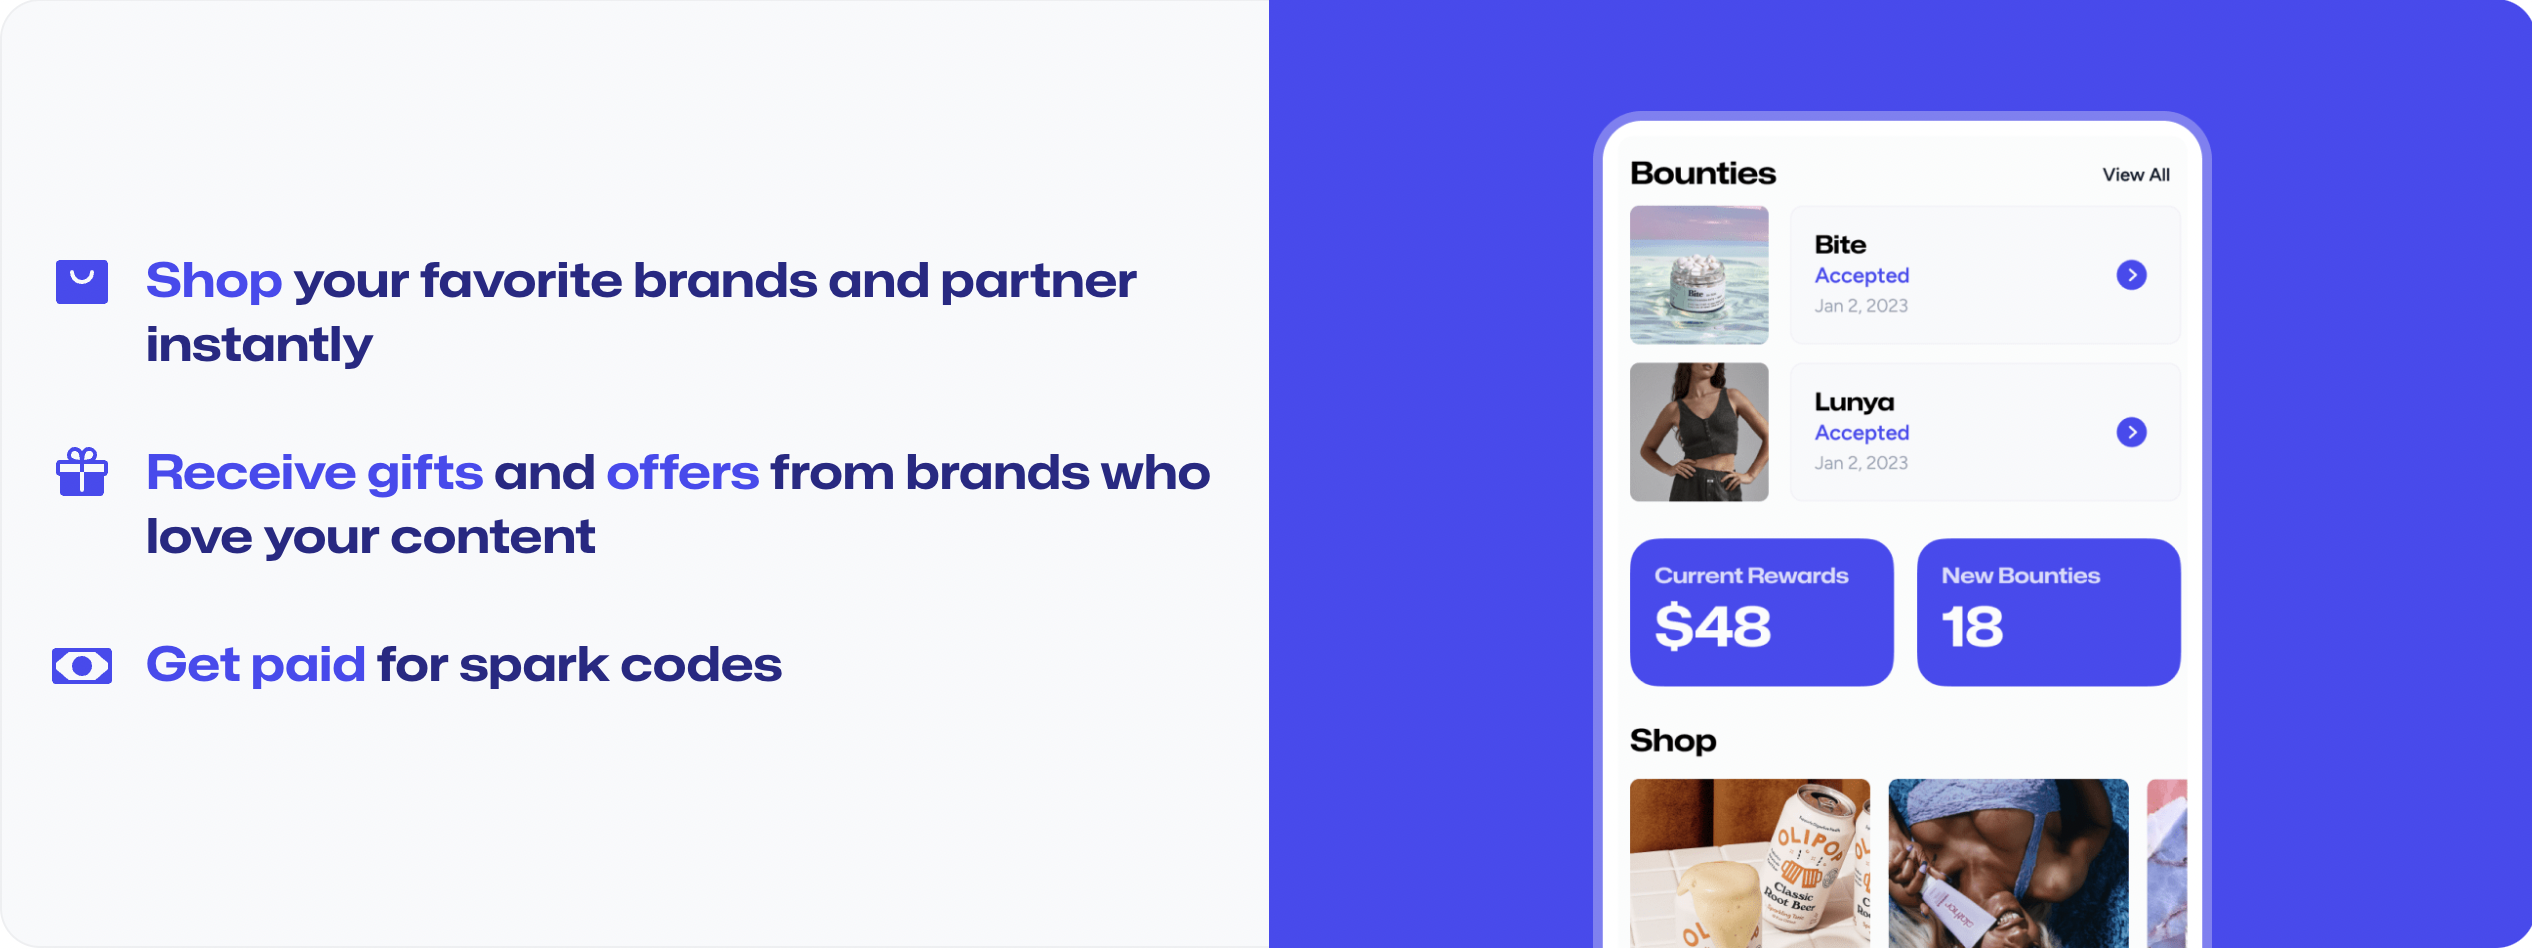 Shop your favorite brands and partner
instantly
Receive gifts and offers from brands who
love your content
Get paid for spark codes
Bounties
View All
Bite
Accepted
Jan 2, 2023
Bite
Lunya
Accepted
Jan 2, 2023
Current Rewards
$48
New Bounties
18
Shop
OLIPOP
Classic
Root Beer
OL